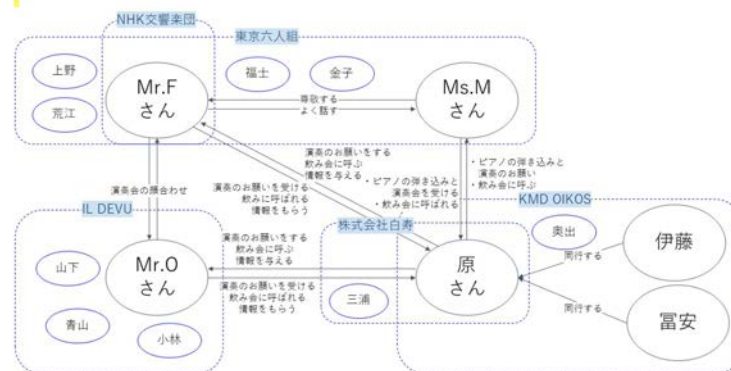 NHK交響楽団
東京六人組
上野
荒江
Mr.F
さん
福士
金子
Ms.M
さん
尊敬する
よく話す
演奏のお願いをする
飲み会に呼ぶ
情報を与える
・ピアノの弾き込みと
演奏のお願い
・飲み会に呼ぶ
演奏会の顔合わせ
演奏のお願いを受ける
飲みに呼ばれる
情報をもらう
・ピアノの弾き込みと
演奏会を受ける
・飲み会に呼ばれる
IL DEVU
株式会社白寿
KMD OIKOS
山下
青山
小林
Mr.O
さん
演奏のお願いをする
飲み会に呼ぶ
情報を与える
演奏のお願いを受ける
飲み会に呼ばれる
情報をもらう
三浦
原
さん
奥出
同行する
伊藤
同行する
冨安